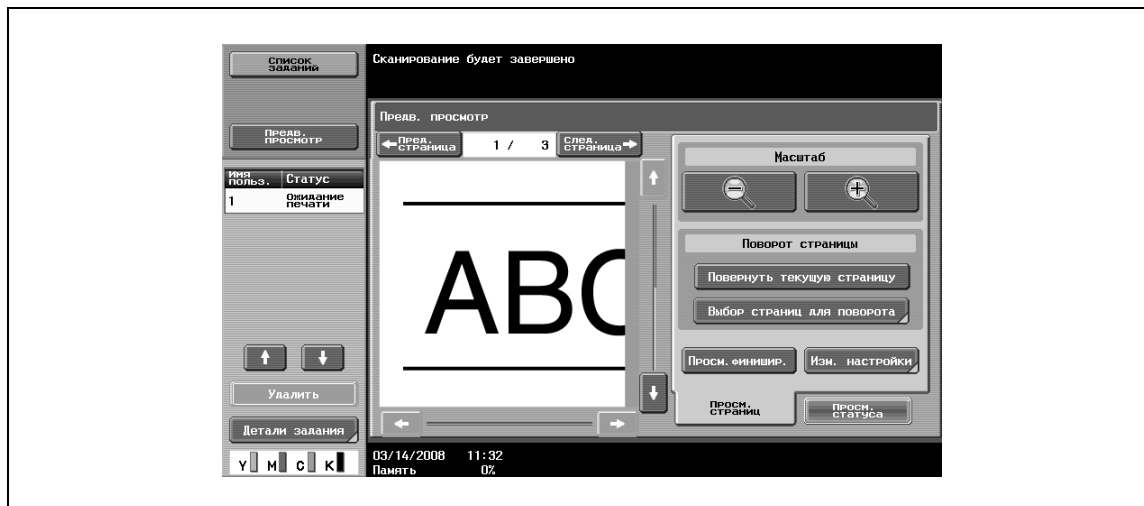 Список
заданий
Предв.
просмотр
Имя
польз.
Статус
1
Ожидание
печати
Удалить
Детали задания
Y M C K
Сканирование будет завершено
Предв. просмотр
Пред.
страница
1 / 3
След.
страница
ABC
Масштаб
Поворот страницы
Повернуть текущую страницу
Выбор страниц для поворота
Просм. финишир.
Изм. настройки
Просм.
страниц
Просм.
статуса
03/14/2008 11:32
Память 0%